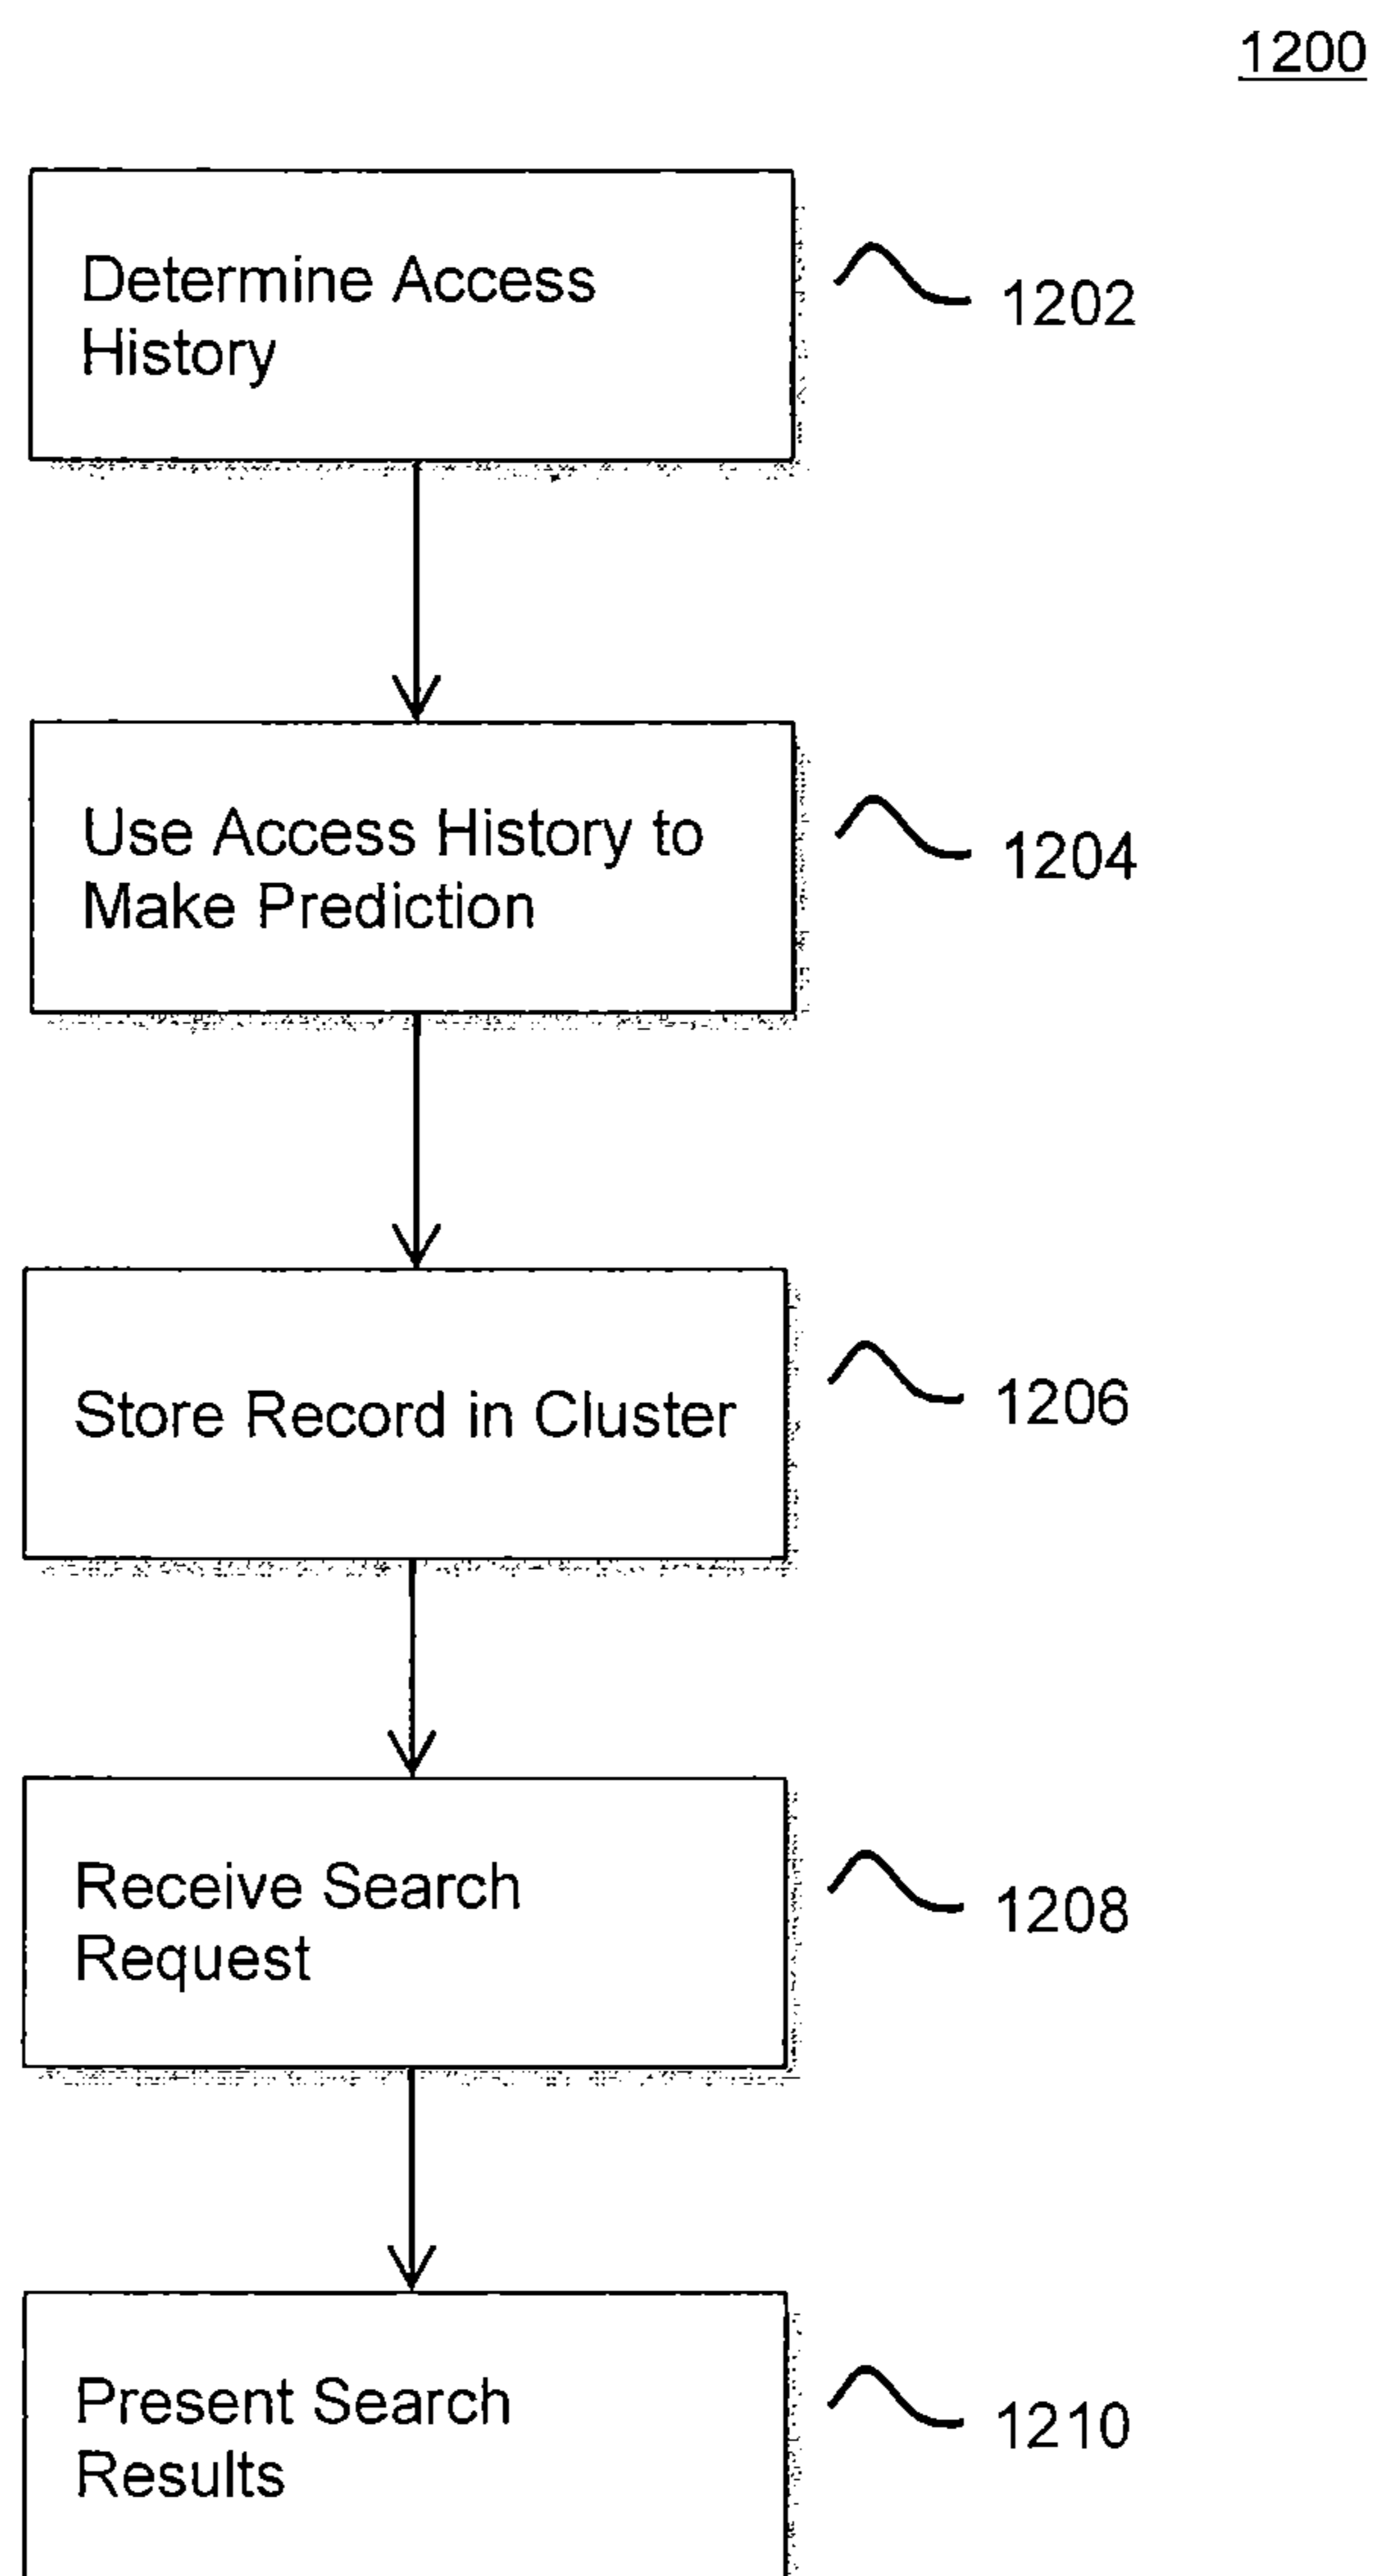 1200
Determine Access
History
1202
Use Access History to
Make Prediction
1204
Store Record in Cluster
1206
Receive Search
Request
1208
Present Search
Results
1210